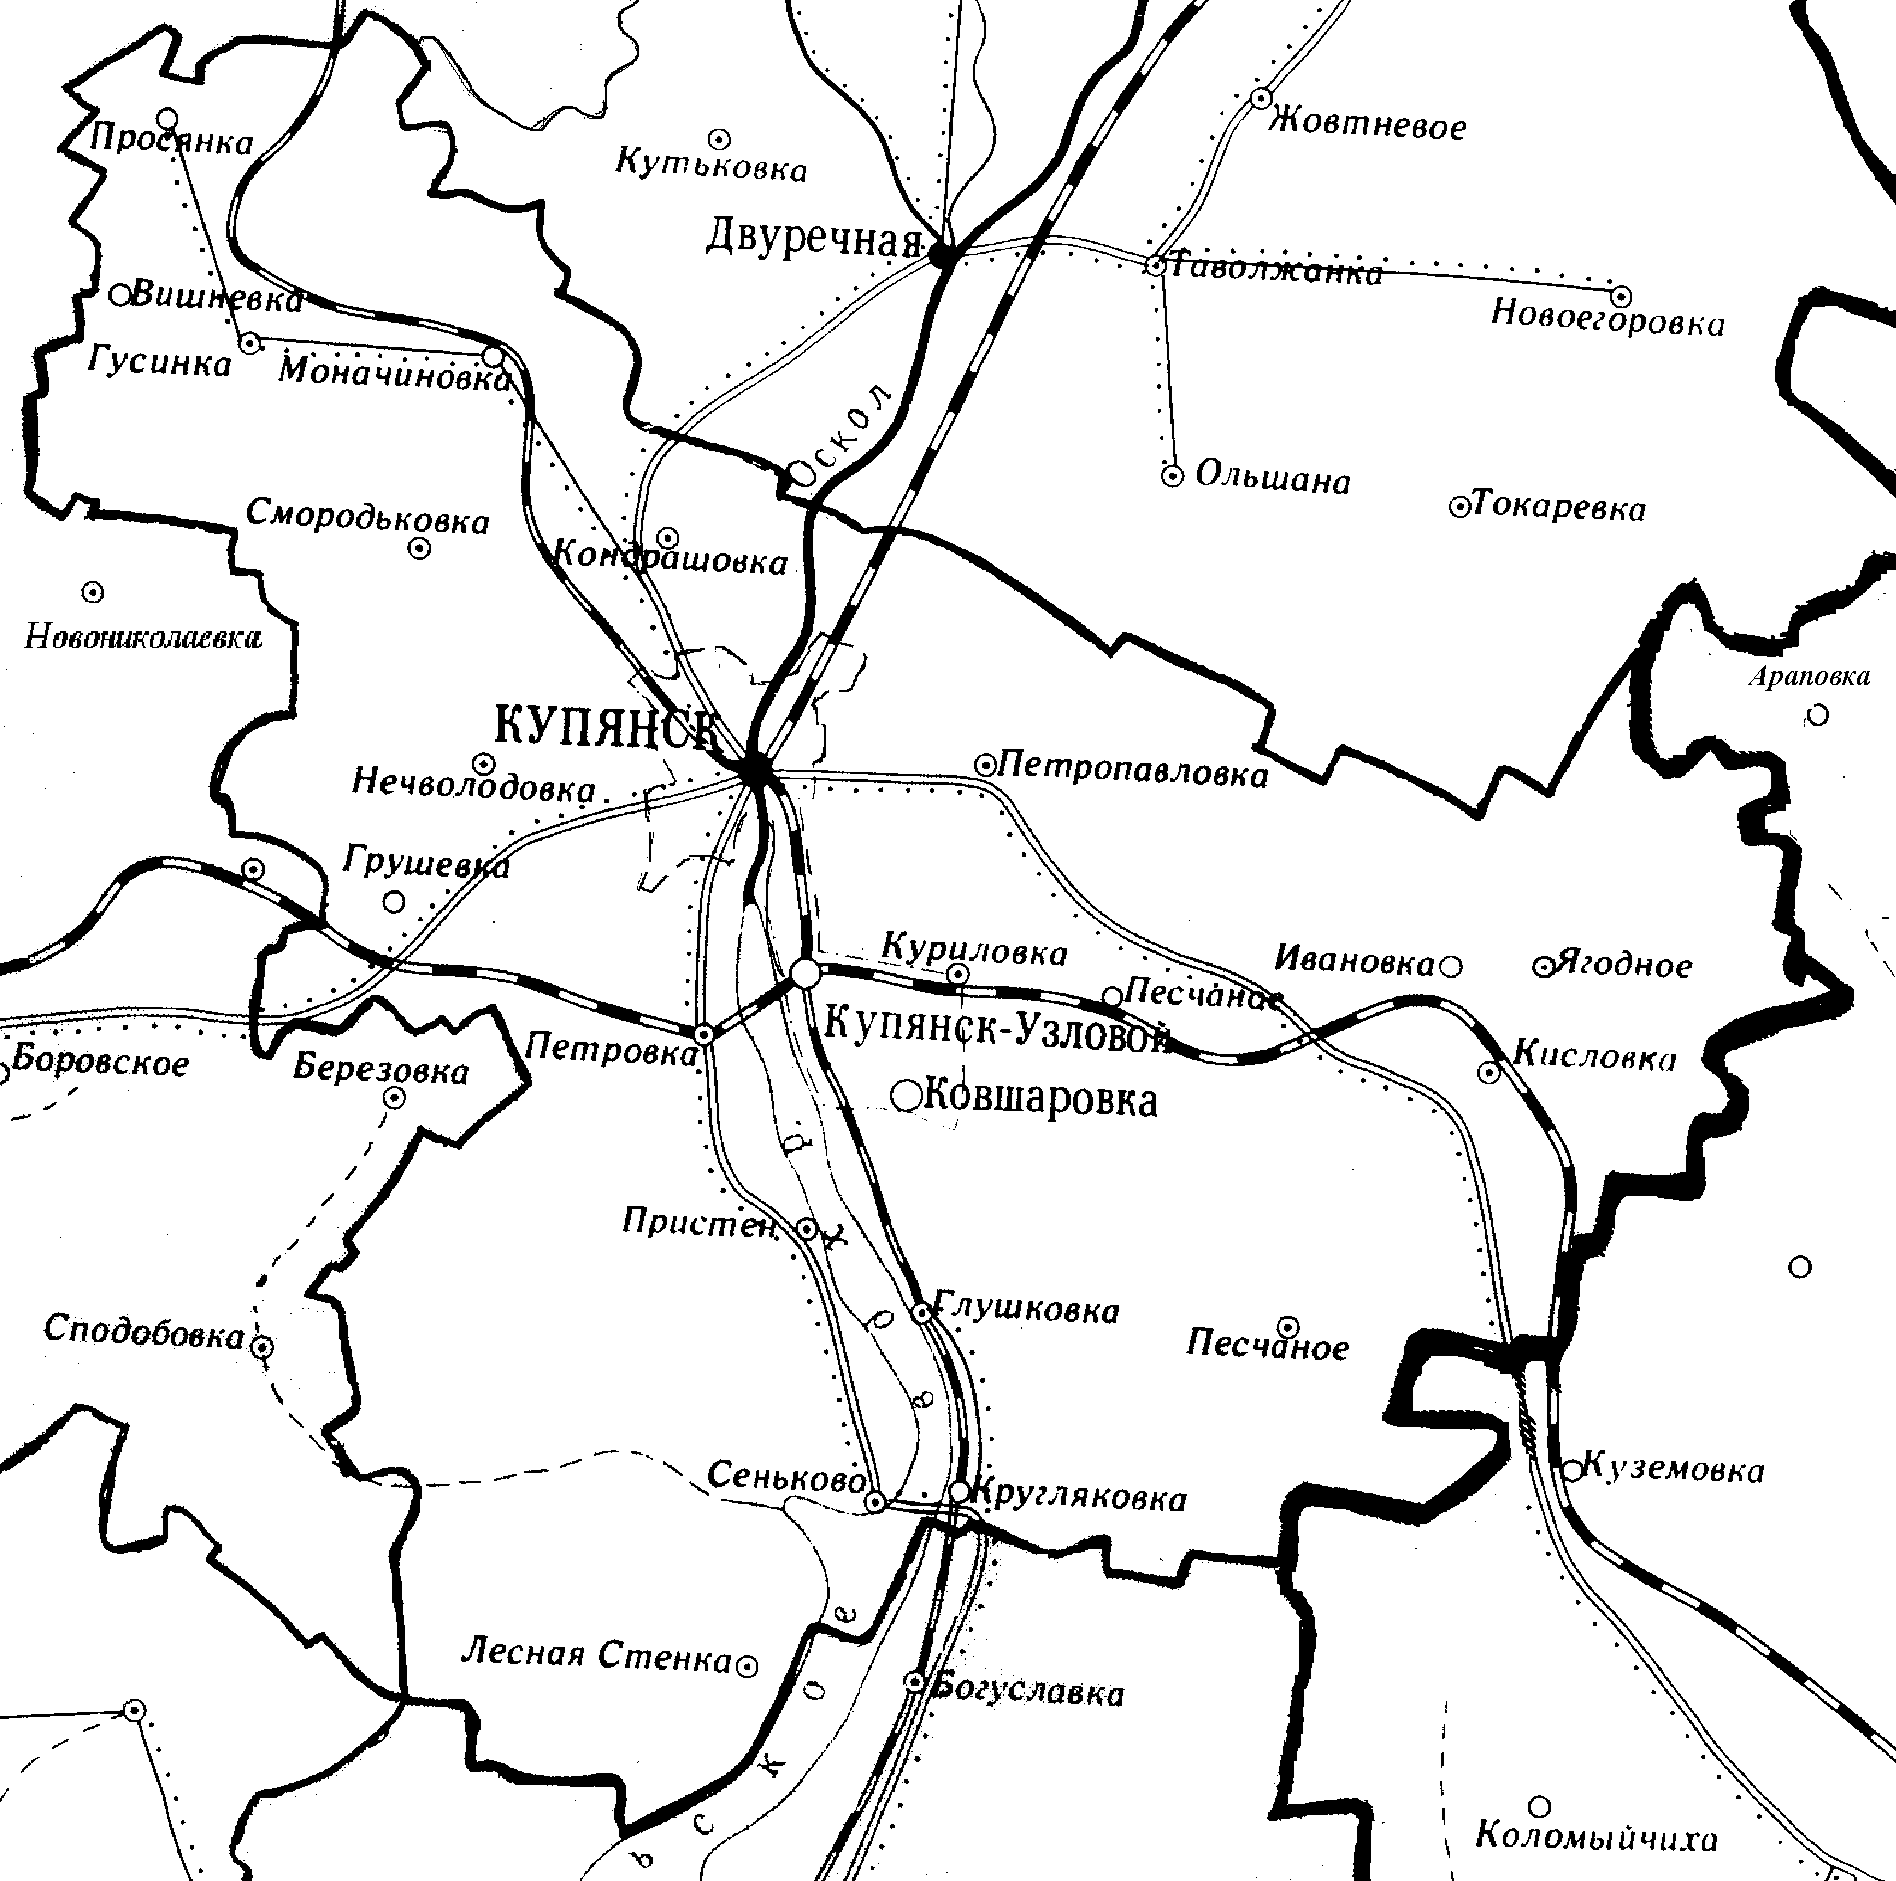 Жовтневое
Просянка
Кутьковка
Двуречная
Таволжанка
Вишневка
Новоегоровка
Гусинка
Моначиновка
Оскол
Ольшана
Токаревка
Смородьковка
Кондрашовка
Новониколаевка
Араповка
КУПЯНСК
Петропавловка
Нечволодовка
Грушевка
Куриловка
Ивановка
Ягодное
Песчаное
Купянск-Узловой
Петровка
Боровское
Березовка
Кисловка
Ковшаровка
Пристен
Глушковка
Сподобовка
Песчаное
Куземовка
Сеньково
Кругляковка
Лесная Стенка
Богуславка
Коломыйчиха